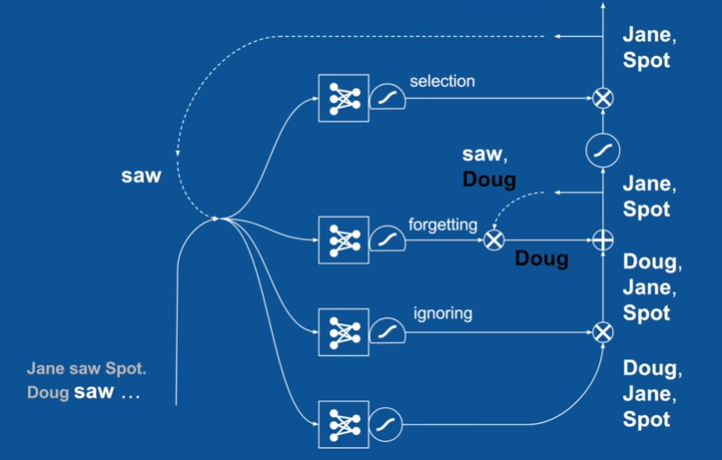 Jane,
Spot
selection
saw,
Doug
saw
Jane,
Spot
forgetting
Doug
Doug,
Jane,
Spot
ignoring
Jane saw Spot.
Doug saw ...
Doug,
Jane,
Spot